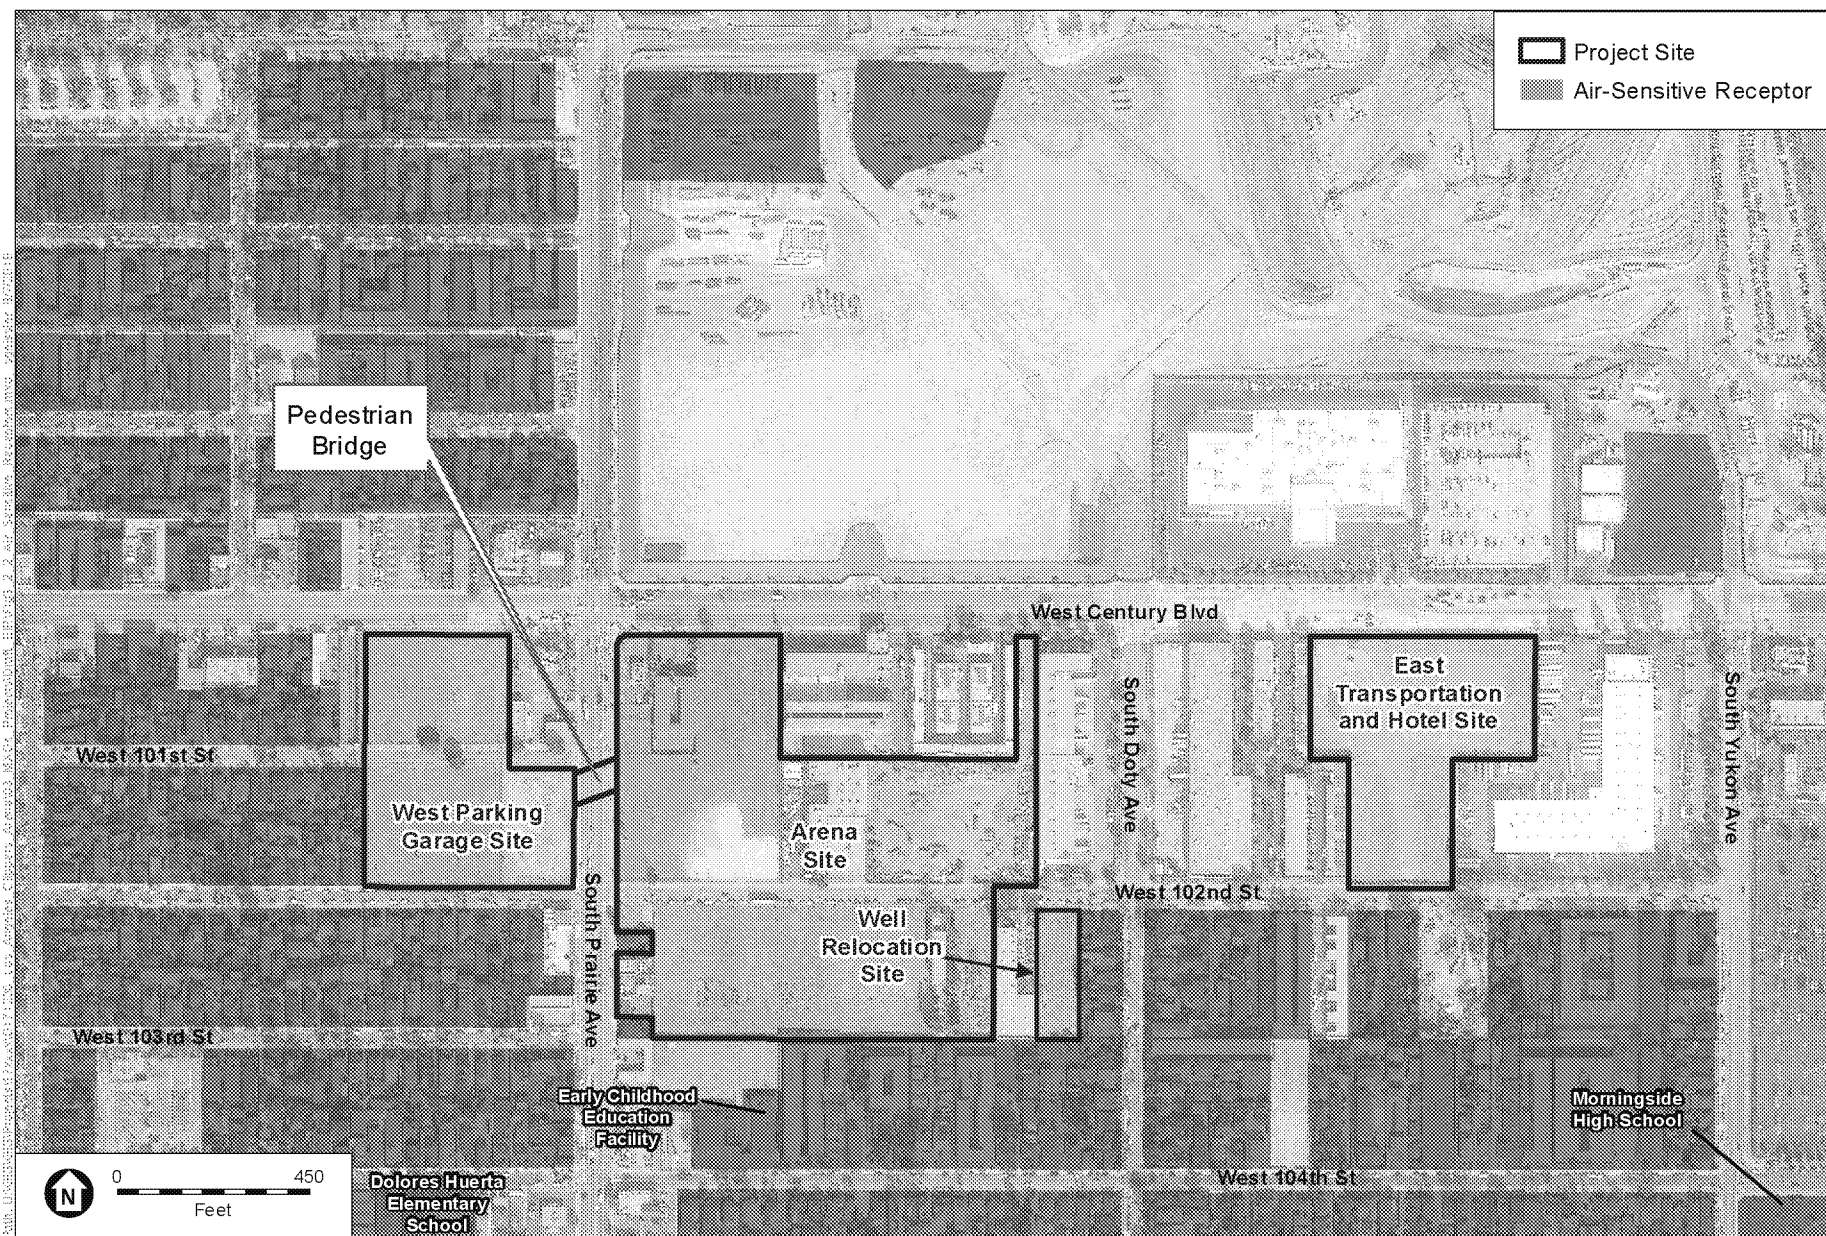 Project Site
Air-Sensitive Receptor
Pedestrian
Bridge
West Century Blvd
East
Transportation
and Hotel Site
South Doty Ave
South Yukon Ave
West 101st St
West Parking
Garage Site
Arena
Site
South Prairie Ave
West 102nd St
Well
Relocation
Site
West 103rd St
Early Childhood
Education
Facility
Morningside
High School
Dolores Huerta
Elementary
School
West 104th St
N
0 450
Feet